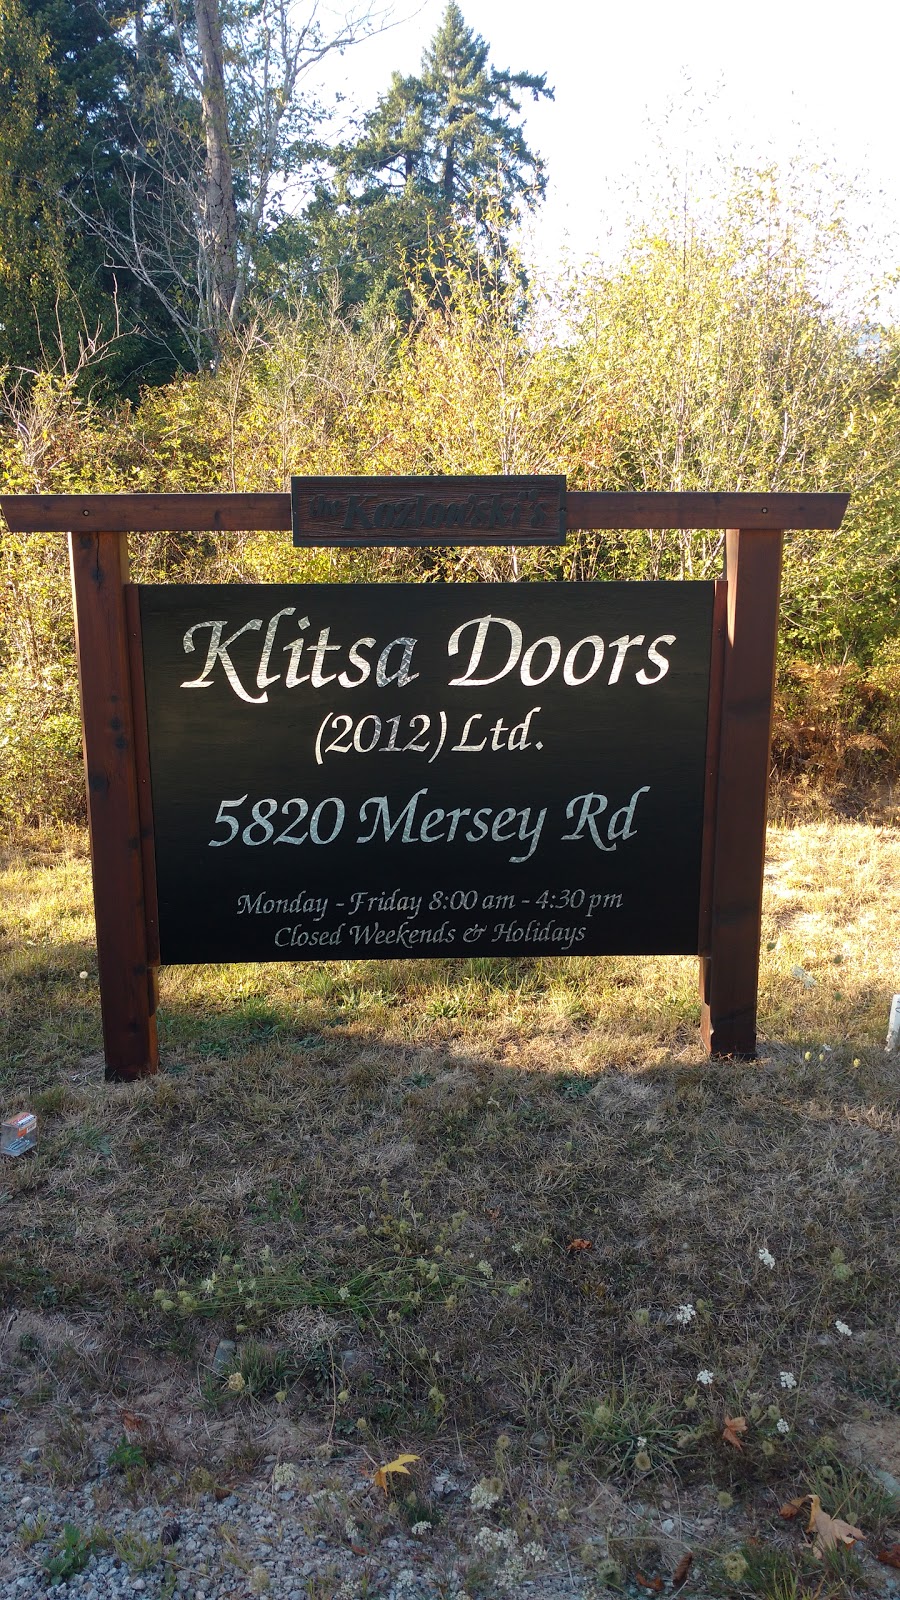 the Kozlowski's
Klitsa Doors
(2012) Ltd.
5820 Mersey Rd
Monday - Friday 8:00 am - 4:30 pm
Closed Weekends & Holidays